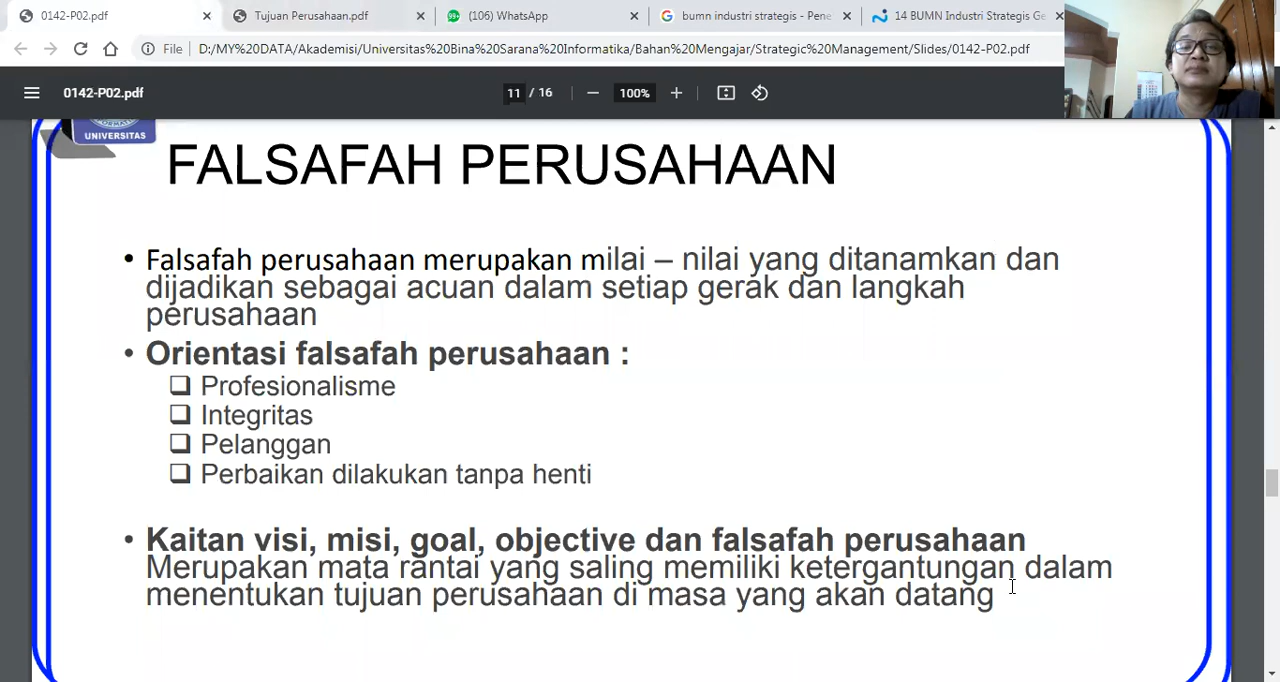 0142-P02.pdf
Tujuan Perusahaan.pdf
99+
(106) WhatsApp
bumn industri strategis - Pene
14 BUMN Industri Strategis Ge
File
D:/MY%20DATA/Akademisi/Universitas%20Bina%20Sarana%20Informatika/Bahan%20Mengajar/Strategic%20Management/Slides/0142-P02.pdf
0142-P02.pdf
11 / 16
100%
UNIVERSITAS
FALSAFAH PERUSAHAAN
• Falsafah perusahaan merupakan milai – nilai yang ditanamkan dan
dijadikan sebagai acuan dalam setiap gerak dan langkah
perusahaan
• Orientasi falsafah perusahaan :
❑ Profesionalisme
❑ Integritas
❑ Pelanggan
❑ Perbaikan dilakukan tanpa henti
• Kaitan visi, misi, goal, objective dan falsafah perusahaan
Merupakan mata rantai yang saling memiliki ketergantungan dalam
menentukan tujuan perusahaan di masa yang akan datang